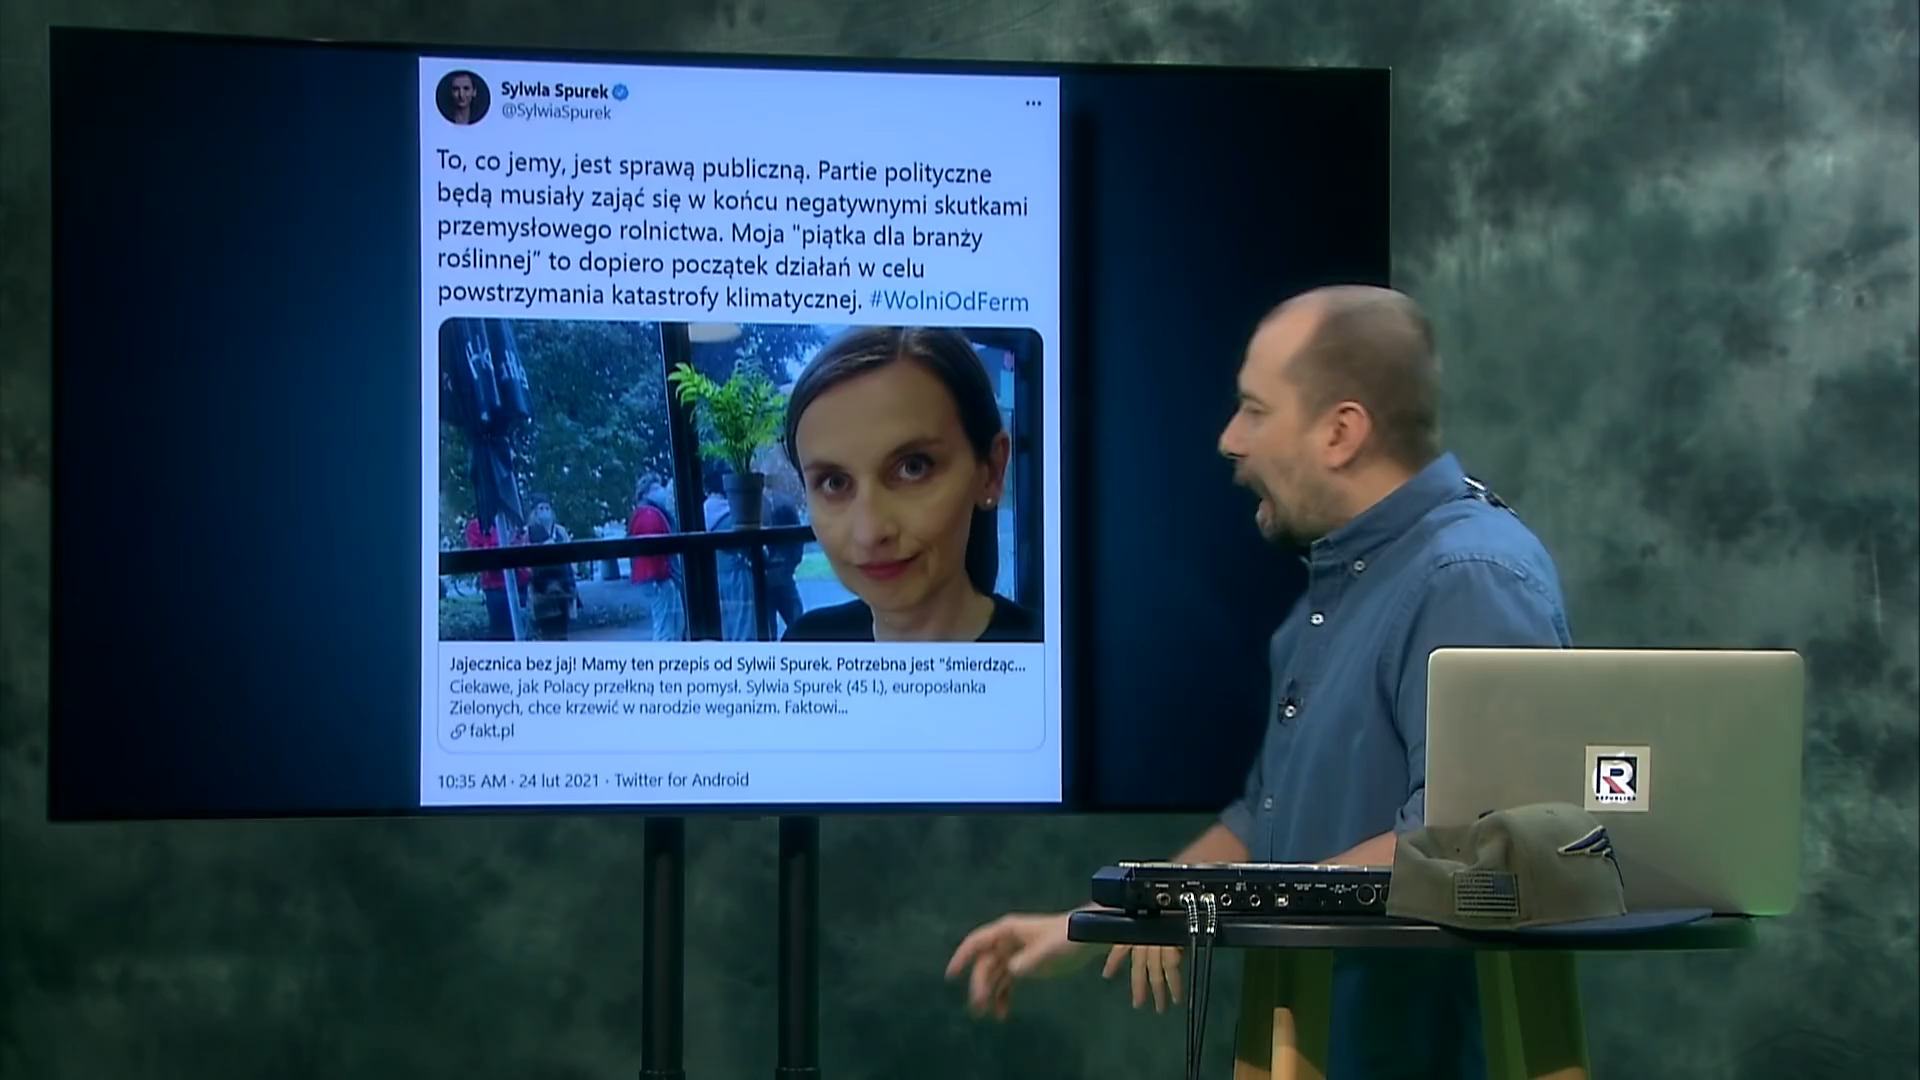 Sylwia Spurek
@SylwiaSpurek
To, co jemy, jest sprawą publiczną. Partie polityczne
będą musiały zająć się w końcu negatywnymi skutkami
przemysłowego rolnictwa. Moja "piątka dla branży
roślinnej" to dopiero początek działań w celu
powstrzymania katastrofy klimatycznej. #WolniOdFerm
Jajecznica bez jaj! Mamy ten przepis od Sylwii Spurek. Potrzebna jest "śmierdząc...
Ciekawe, jak Polacy przełkną ten pomysł. Sylwia Spurek (45 l.), europosłanka
Zielonych, chce krzewić w narodzie weganizm. Faktowi...
fakt.pl
10:35 AM · 24 lut 2021 · Twitter for Android
R
REPUBLIKA